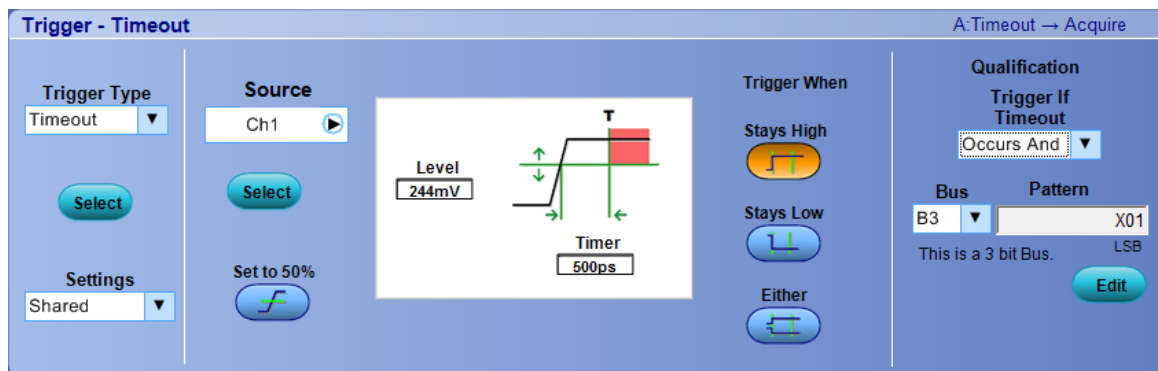 Trigger - Timeout
A:Timeout → Acquire
Trigger Type
Timeout
Select
Settings
Shared
Source
Ch1
Select
Set to 50%
Level
244mV
T
Timer
500ps
Trigger When
Stays High
Stays Low
Either
Qualification
Trigger If
Timeout
Occurs And
Bus
Pattern
B3
X01
This is a 3 bit Bus.
LSB
Edit